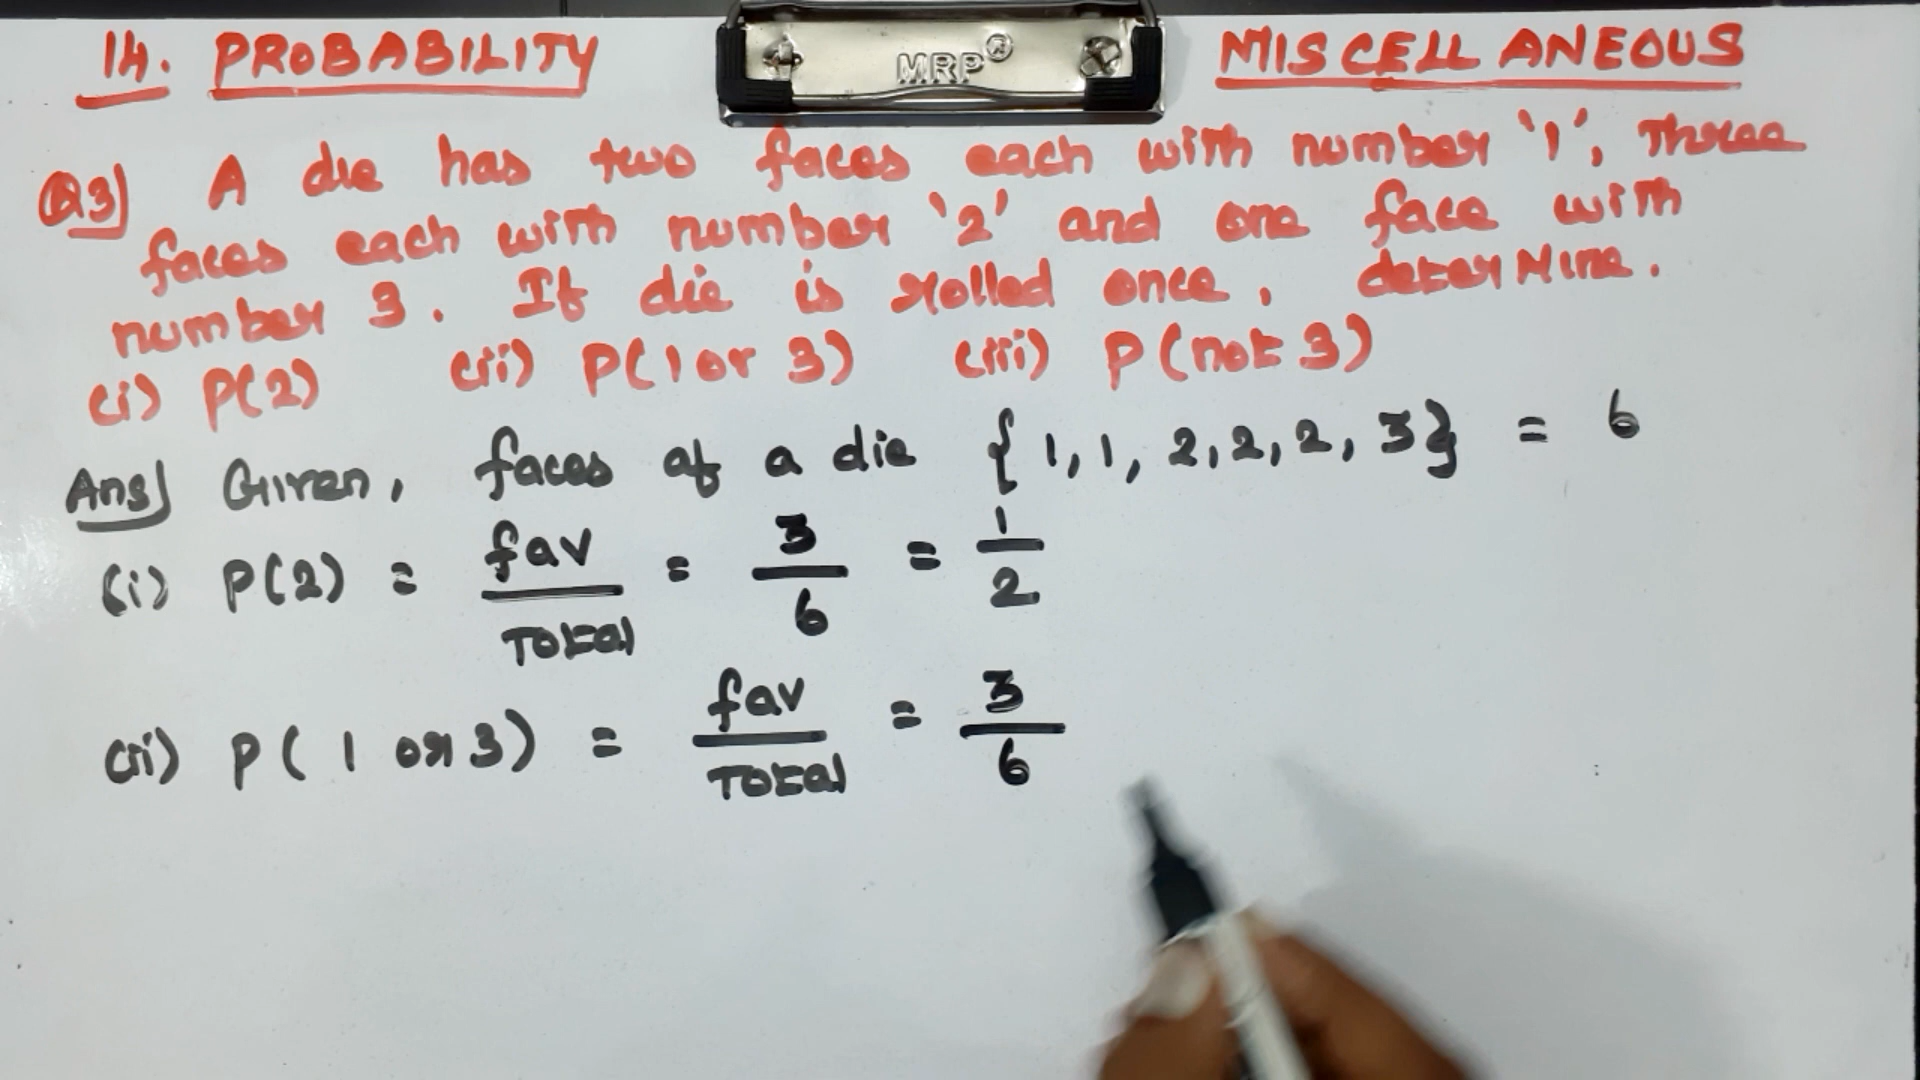 14. PROBABILITY
MRP®
MISCELLANEOUS
Q3) A die has two faces each with number '1', Three
faces each with number '2' and one face with
number 3. If die is rolled once, determine.
(i) P(2) (ii) P(1 or 3) (iii) P(not 3)
Ans) Given, faces of a die {1,1, 2,2,2, 3} = 6
(i) P(2) = fav/Total = 3/6 = 1/2
(ii) P(1 or 3) = fav/Total = 3/6